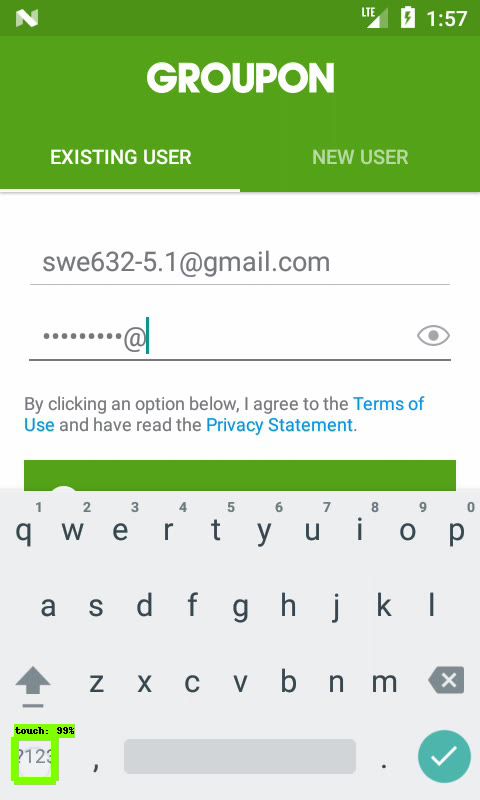 LTE 1:57
GROUPON
EXISTING USER NEW USER
swe632-5.1@gmail.com
•••••••••@
By clicking an option below, I agree to the Terms of
Use and have read the Privacy Statement.
1 2 3 4 5 6 7 8 9 0
q w e r t y u i o p
a s d f g h j k l
z x c v b n m
touch: 99%
?123 , .